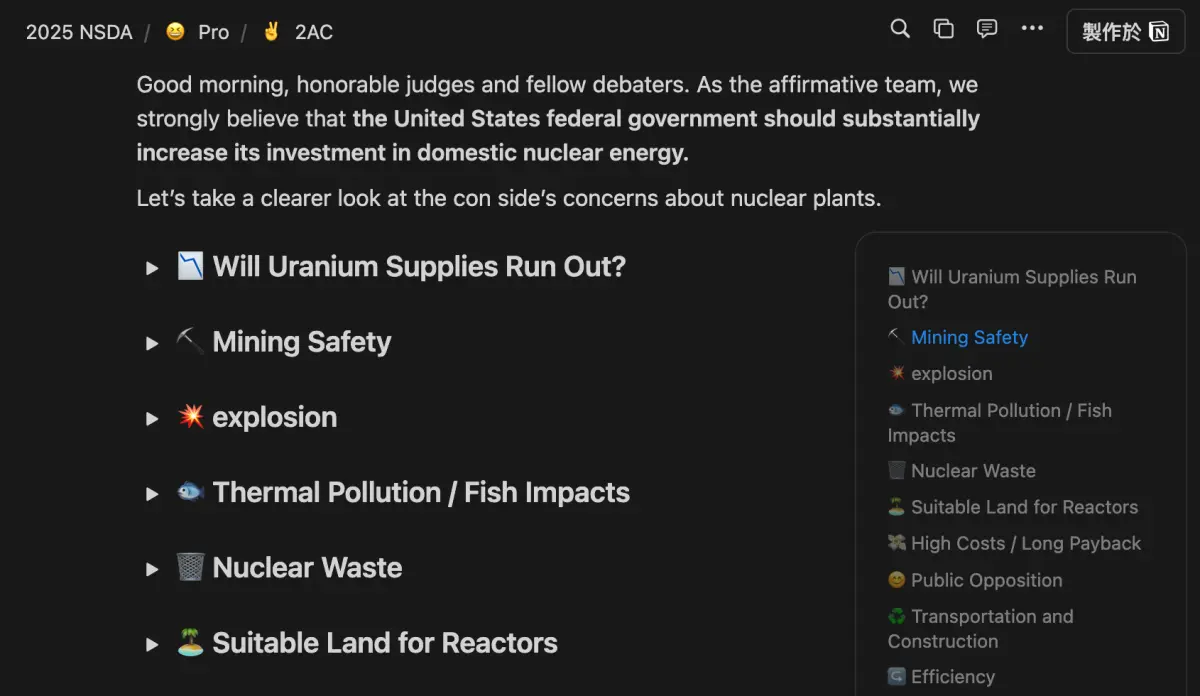 2025 NSDA / 😆 Pro / ✌️ 2AC
製作於
Good morning, honorable judges and fellow debaters. As the affirmative team, we
strongly believe that the United States federal government should substantially
increase its investment in domestic nuclear energy.
Let’s take a clearer look at the con side’s concerns about nuclear plants.
📉 Will Uranium Supplies Run Out?
⛏️ Mining Safety
💥 explosion
🐟 Thermal Pollution / Fish Impacts
🗑️ Nuclear Waste
🏝️ Suitable Land for Reactors
📉 Will Uranium Supplies Run
Out?
⛏️ Mining Safety
💥 explosion
🐟 Thermal Pollution / Fish
Impacts
🗑️ Nuclear Waste
🏝️ Suitable Land for Reactors
💸 High Costs / Long Payback
😊 Public Opposition
♻️ Transportation and
Construction
Efficiency